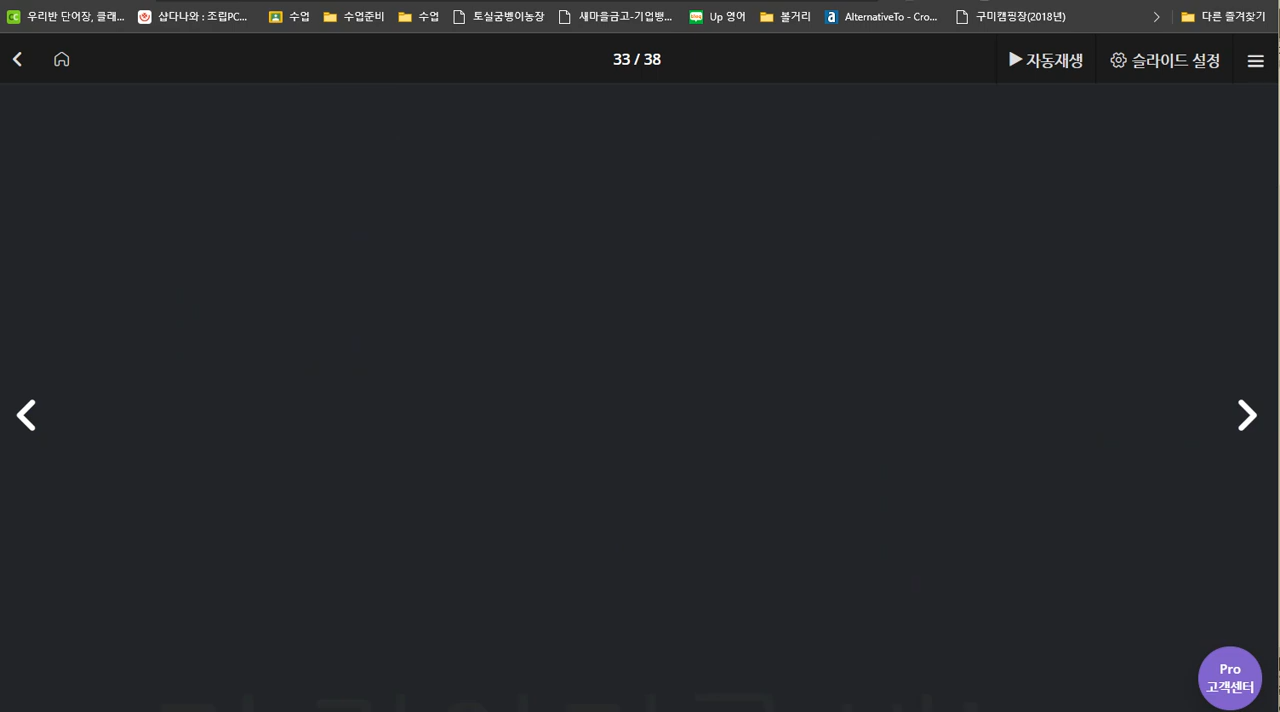 우리반 단어장, 클래... 샵다나와 : 조립PC... 수업 수업준비 수업 토실굼벵이농장 새마을금고-기업뱅... Up 영어 볼거리 AlternativeTo - Cro... 구미캠핑장(2018년) 다른 즐겨찾기
33 / 38 자동재생 슬라이드 설정
Pro
고객센터